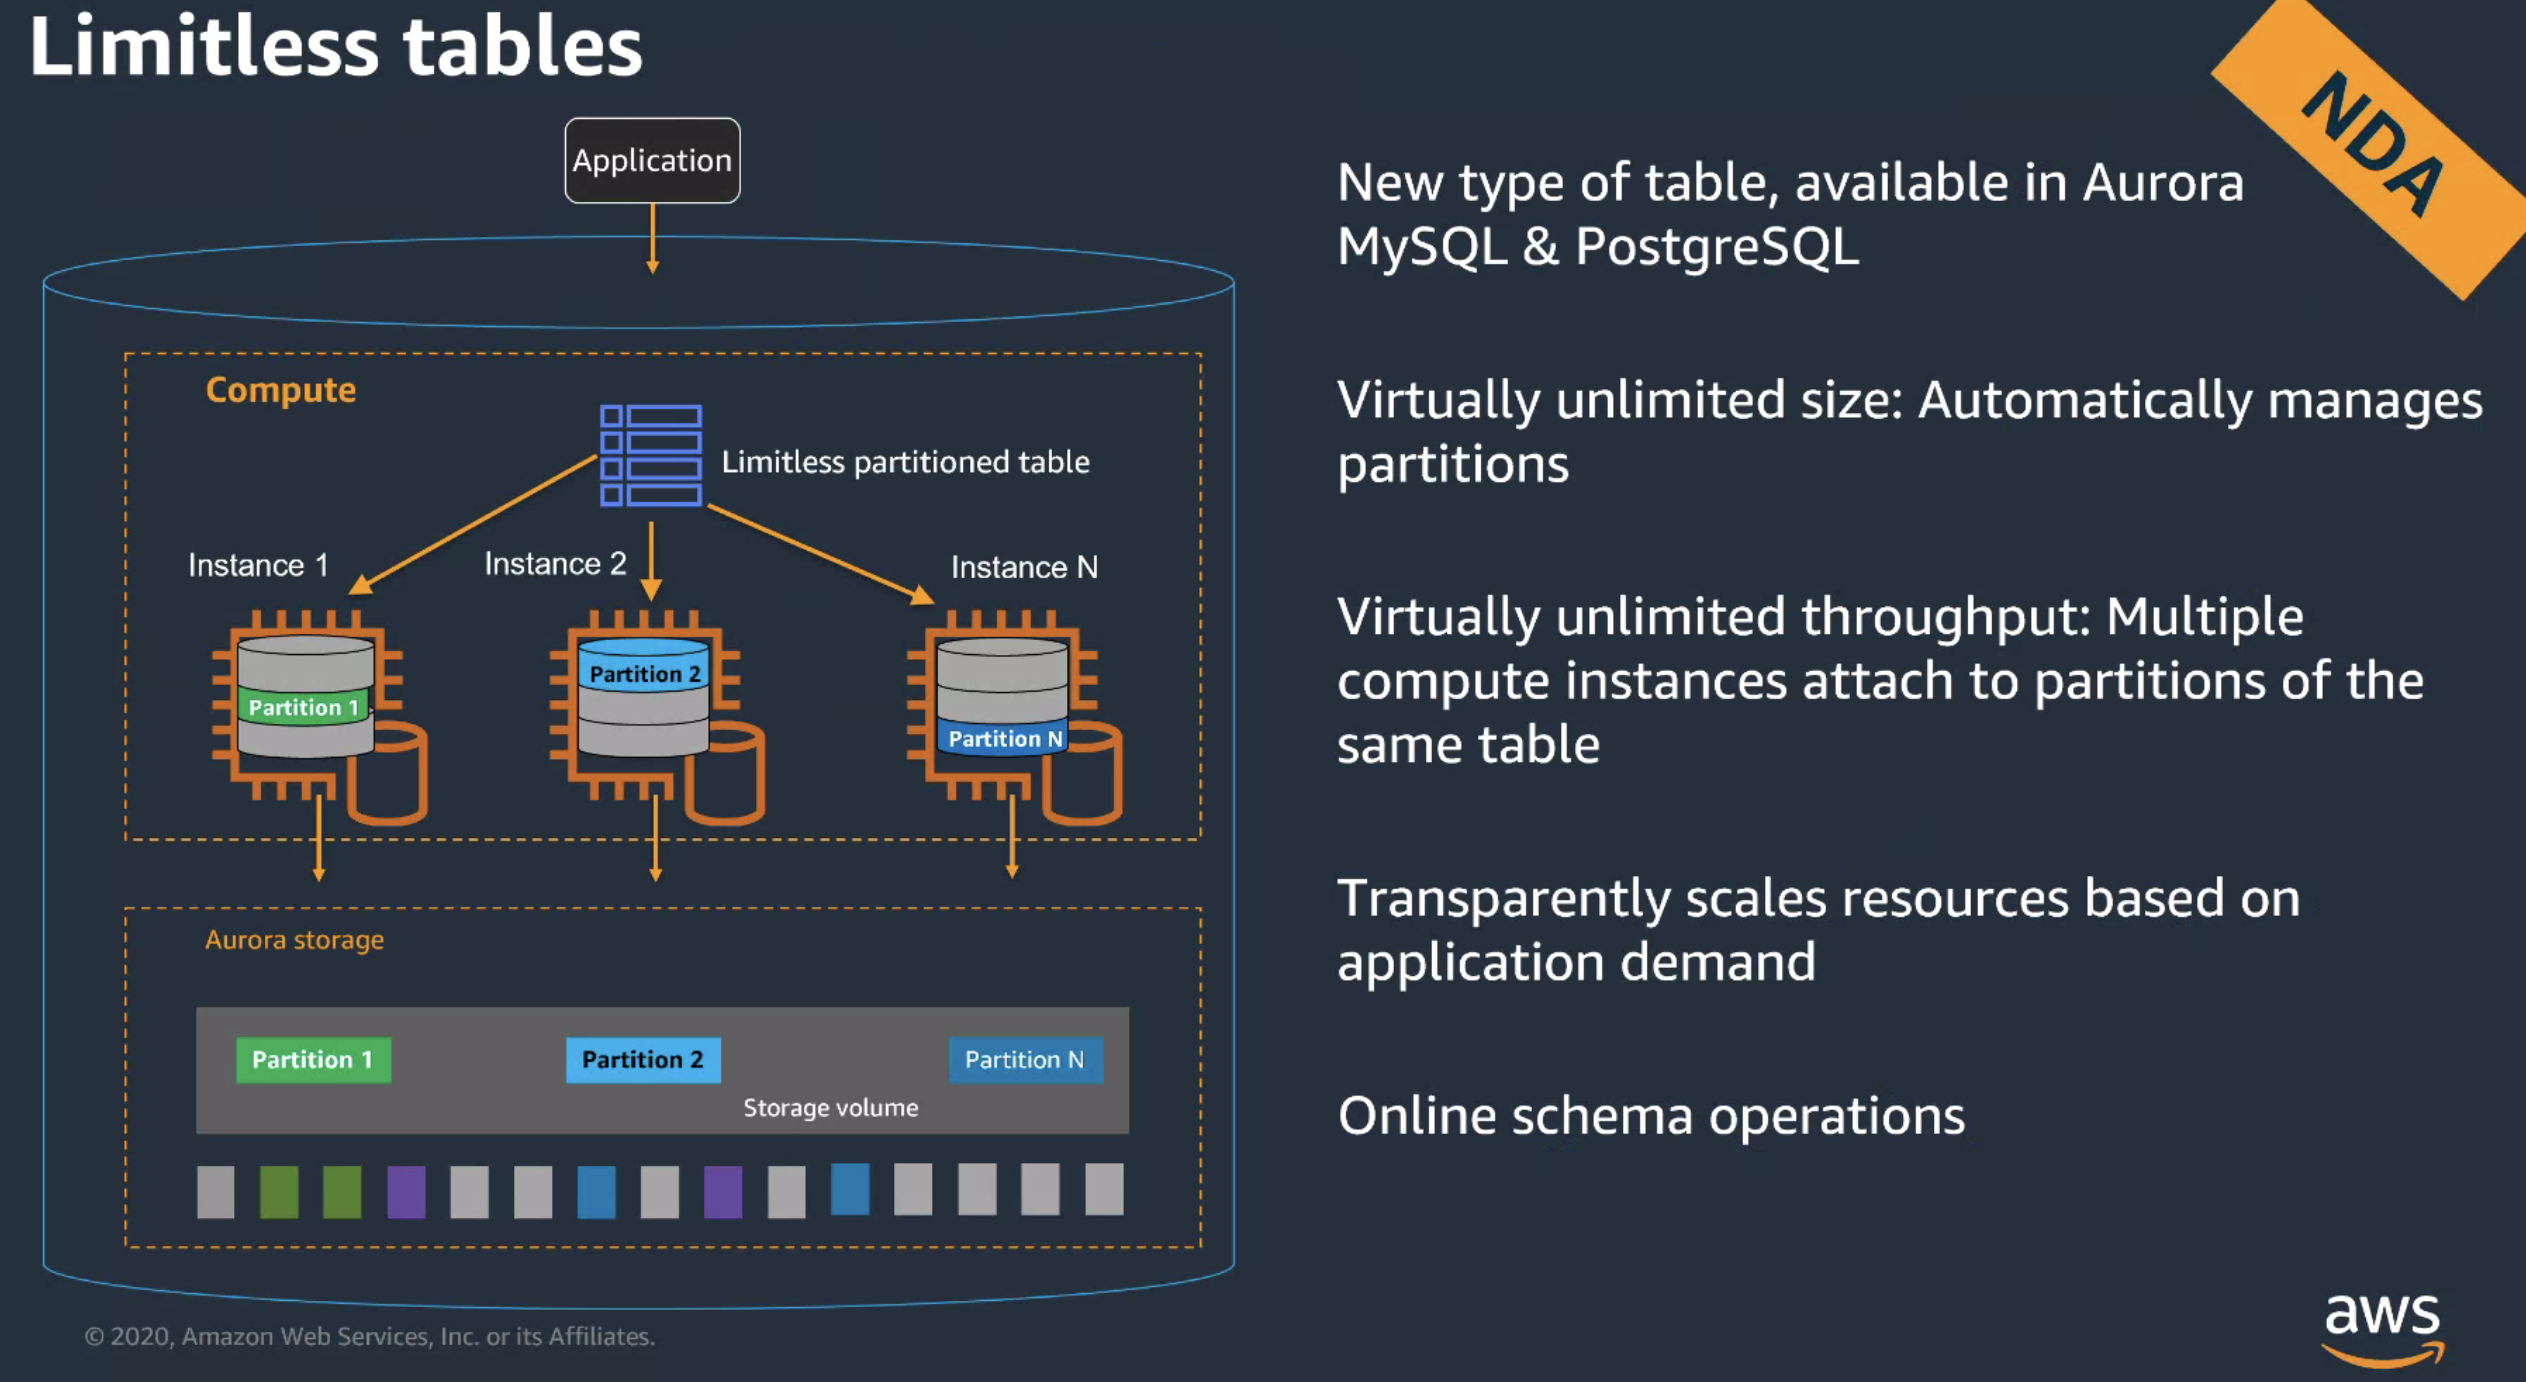 Limitless tables
NDA
Application
Compute
Limitless partitioned table
Instance 1
Instance 2
Instance N
Partition 1
Partition 2
Partition N
Aurora storage
Partition 1
Partition 2
Partition N
Storage volume
New type of table, available in Aurora
MySQL & PostgreSQL
Virtually unlimited size: Automatically manages
partitions
Virtually unlimited throughput: Multiple
compute instances attach to partitions of the
same table
Transparently scales resources based on
application demand
Online schema operations
© 2020, Amazon Web Services, Inc. or its Affiliates.
aws